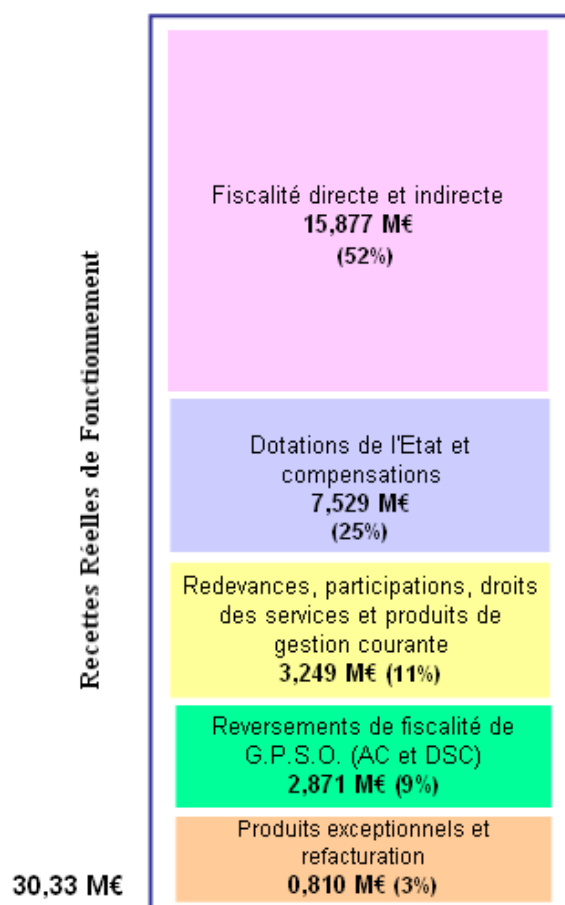 Recettes Réelles de Fonctionnement
Fiscalité directe et indirecte
15,877 M€
(52%)
Dotations de l'Etat et
compensations
7,529 M€
(25%)
Redevances, participations, droits
des services et produits de
gestion courante
3,249 M€ (11%)
Reversements de fiscalité de
G.P.S.O. (AC et DSC)
2,871 M€ (9%)
Produits exceptionnels et
refacturation
0,810 M€ (3%)
30,33 M€